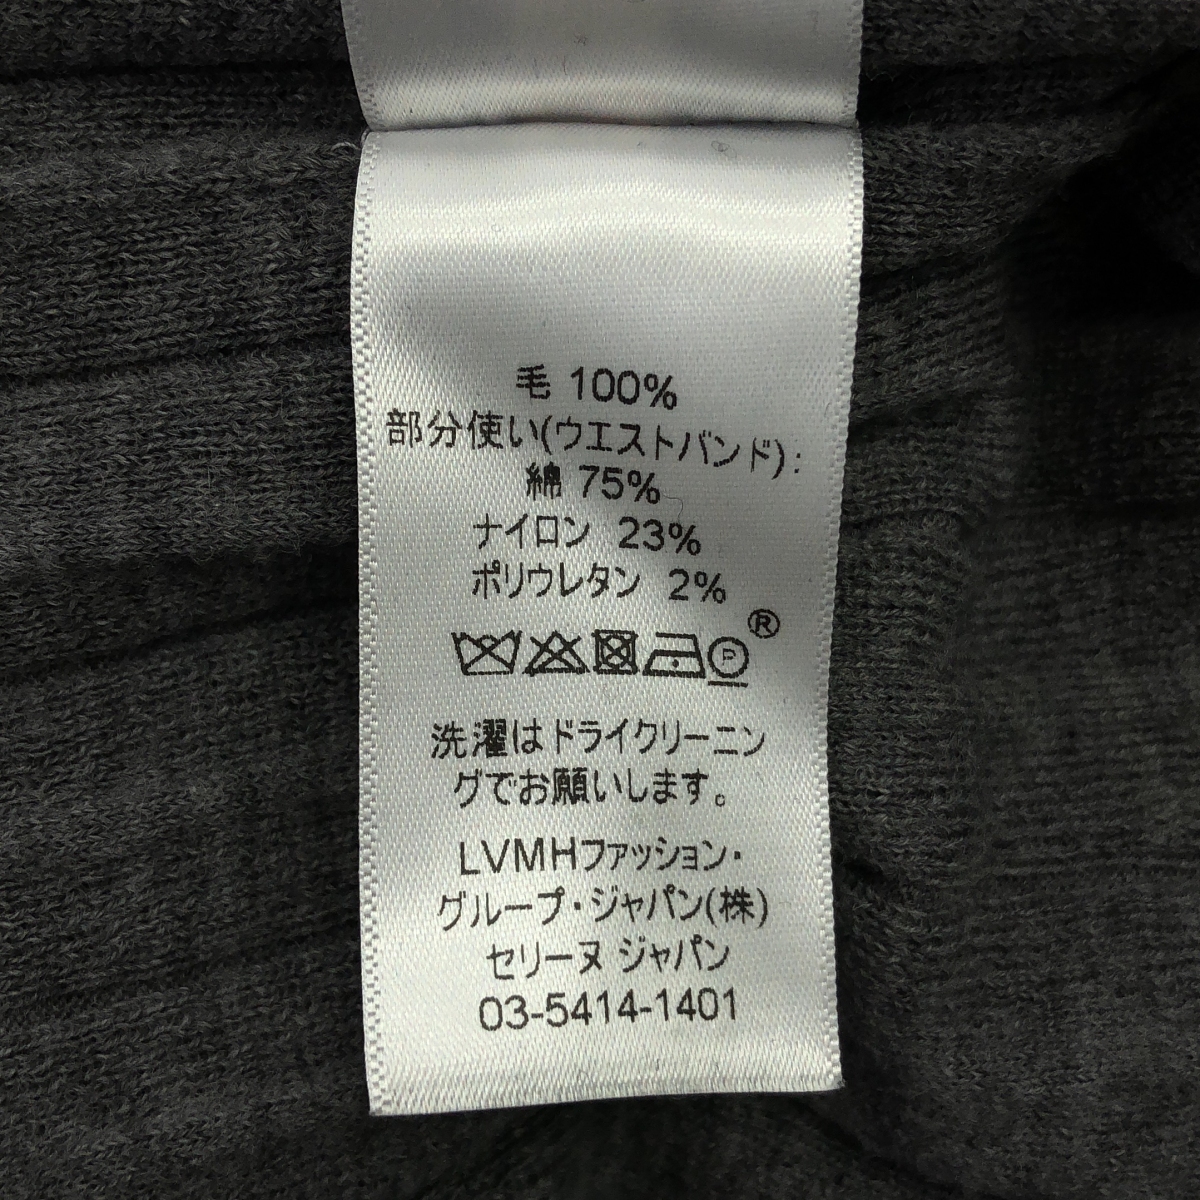 毛 100%
部分使い(ウエストバンド):
綿 75%
ナイロン 23%
ポリウレタン 2%
P ®
洗濯はドライクリーニン
グでお願いします。
LVMHファッション・
グループ・ジャパン(株)
セリーヌ ジャパン
03-5414-1401